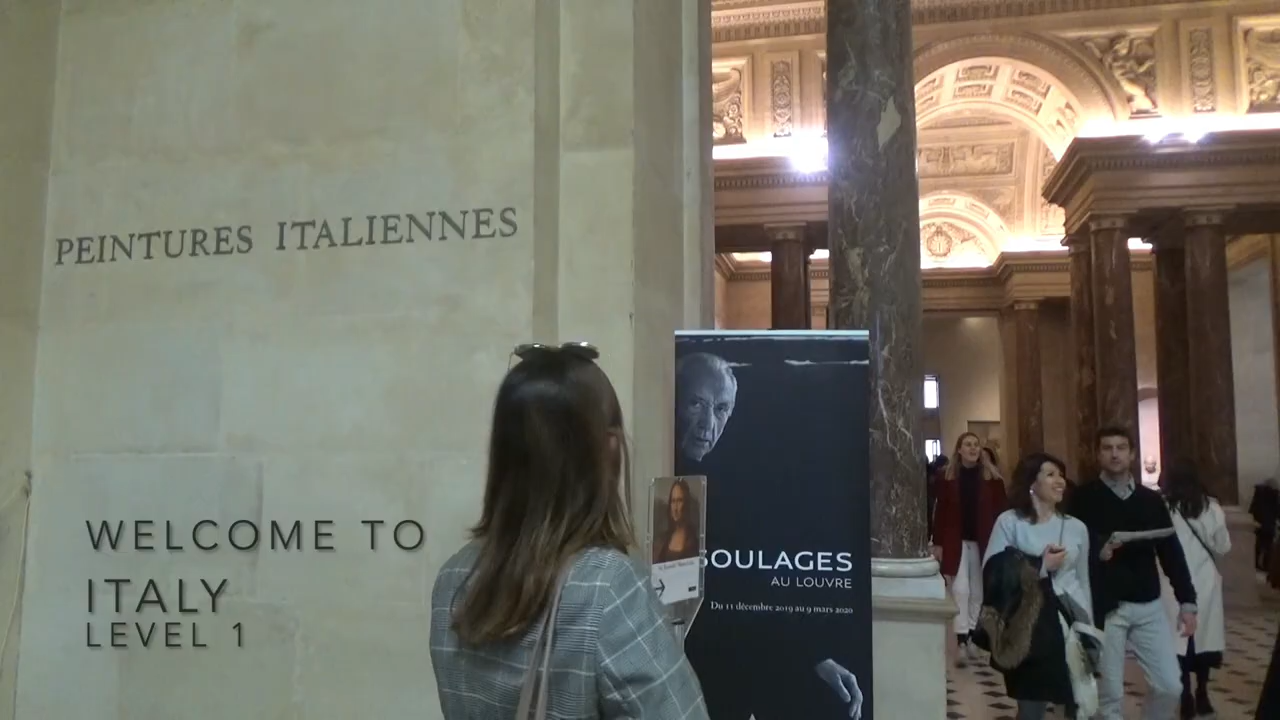 PEINTURES ITALIENNES
WELCOME TO
ITALY
LEVEL 1
SOULAGES
AU LOUVRE
Du 11 décembre 2019 au 9 mars 2020